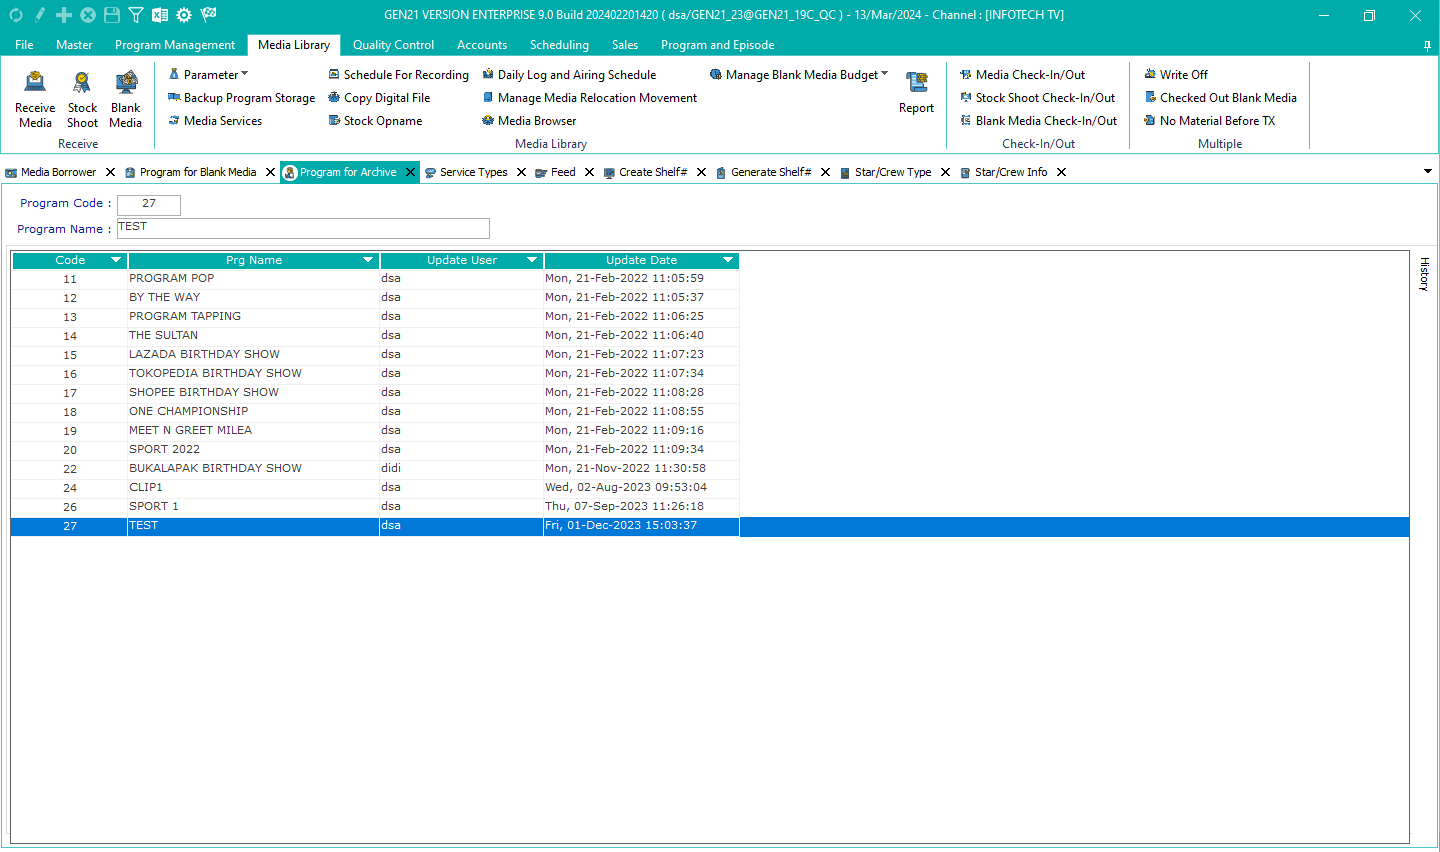 GEN21 VERSION ENTERPRISE 9.0 Build 202402201420 ( dsa/GEN21_23@GEN21_19C_QC ) - 13/Mar/2024 - Channel : [INFOTECH TV]
File Master Program Management Media Library Quality Control Accounts Scheduling Sales Program and Episode
Receive Media
Stock Shoot
Blank Media
Receive
Parameter
Backup Program Storage
Media Services
Schedule For Recording
Copy Digital File
Stock Opname
Daily Log and Airing Schedule
Manage Media Relocation Movement
Media Browser
Manage Blank Media Budget
Report
Media Library
Media Check-In/Out
Stock Shoot Check-In/Out
Blank Media Check-In/Out
Check-In/Out
Write Off
Checked Out Blank Media
No Material Before TX
Multiple
Media Borrower Program for Blank Media Program for Archive Service Types Feed Create Shelf# Generate Shelf# Star/Crew Type Star/Crew Info
Program Code : 27
Program Name : TEST
Code Prg Name Update User Update Date
11 PROGRAM POP dsa Mon, 21-Feb-2022 11:05:59
12 BY THE WAY dsa Mon, 21-Feb-2022 11:05:37
13 PROGRAM TAPPING dsa Mon, 21-Feb-2022 11:06:25
14 THE SULTAN dsa Mon, 21-Feb-2022 11:06:40
15 LAZADA BIRTHDAY SHOW dsa Mon, 21-Feb-2022 11:07:23
16 TOKOPEDIA BIRTHDAY SHOW dsa Mon, 21-Feb-2022 11:07:34
17 SHOPEE BIRTHDAY SHOW dsa Mon, 21-Feb-2022 11:08:28
18 ONE CHAMPIONSHIP dsa Mon, 21-Feb-2022 11:08:55
19 MEET N GREET MILEA dsa Mon, 21-Feb-2022 11:09:16
20 SPORT 2022 dsa Mon, 21-Feb-2022 11:09:34
22 BUKALAPAK BIRTHDAY SHOW didi Mon, 21-Nov-2022 11:30:58
24 CLIP1 dsa Wed, 02-Aug-2023 09:53:04
26 SPORT 1 dsa Thu, 07-Sep-2023 11:26:18
27 TEST dsa Fri, 01-Dec-2023 15:03:37
History